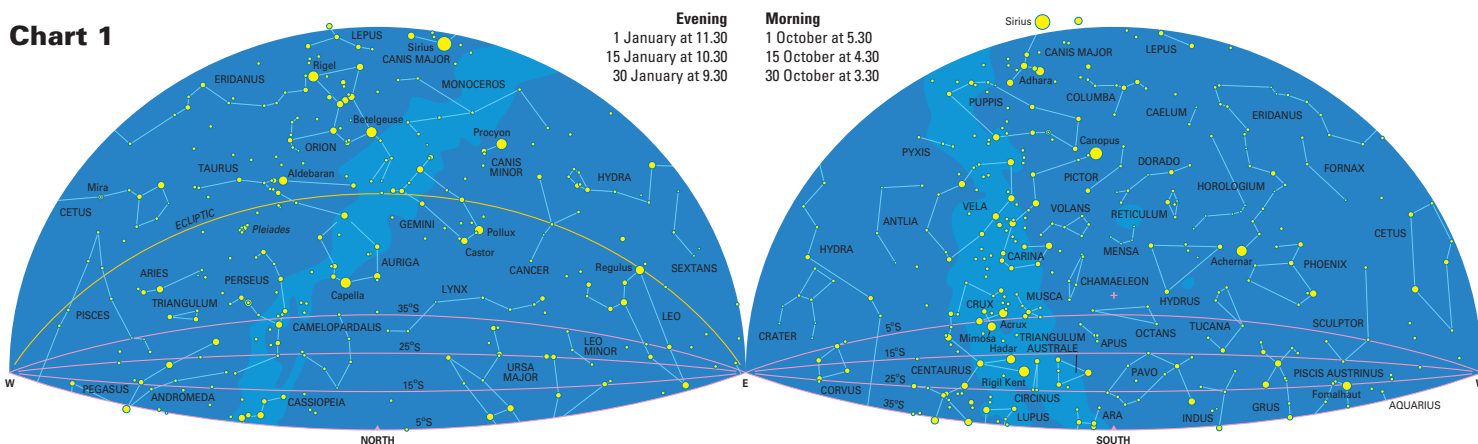 Chart 1
Evening
1 January at 11.30
15 January at 10.30
30 January at 9.30
Morning
1 October at 5.30
15 October at 4.30
30 October at 3.30
LEPUS
Sirius
CANIS MAJOR
Rigel
ERIDANUS
MONOCEROS
Betelgeuse
Procyon
ORION
CANIS
MINOR
TAURUS
Aldebaran
HYDRA
Mira
CETUS
ECLIPTIC
Pleiades
GEMINI
Pollux
Castor
AURIGA
CANCER
Regulus
SEXTANS
ARIES
PERSEUS
Capella
LYNX
TRIANGULUM
35°S
PISCES
CAMELOPARDALIS
LEO
LEO
MINOR
25°S
URSA
MAJOR
W
15°S
E
PEGASUS
ANDROMEDA
CASSIOPEIA
5°S
NORTH
Sirius
CANIS MAJOR
LEPUS
Adhara
PUPPIS
COLUMBA
CAELUM
ERIDANUS
PYXIS
Canopus
DORADO
FORNAX
PICTOR
HOROLOGIUM
VELA
VOLANS
RETICULUM
ANTLIA
CETUS
HYDRA
CARINA
MENSA
Achernar
PHOENIX
CHAMAELEON
CRUX
MUSCA
HYDRUS
CRATER
5°S
Acrux
OCTANS
TUCANA
SCULPTOR
Mimosa
TRIANGULUM
AUSTRALE
APUS
15°S
Hadar
CENTAURUS
Rigil Kent
PAVO
PISCIS AUSTRINUS
25°S
CORVUS
CIRCINUS
Fomalhaut
35°S
LUPUS
ARA
INDUS
GRUS
AQUARIUS
SOUTH